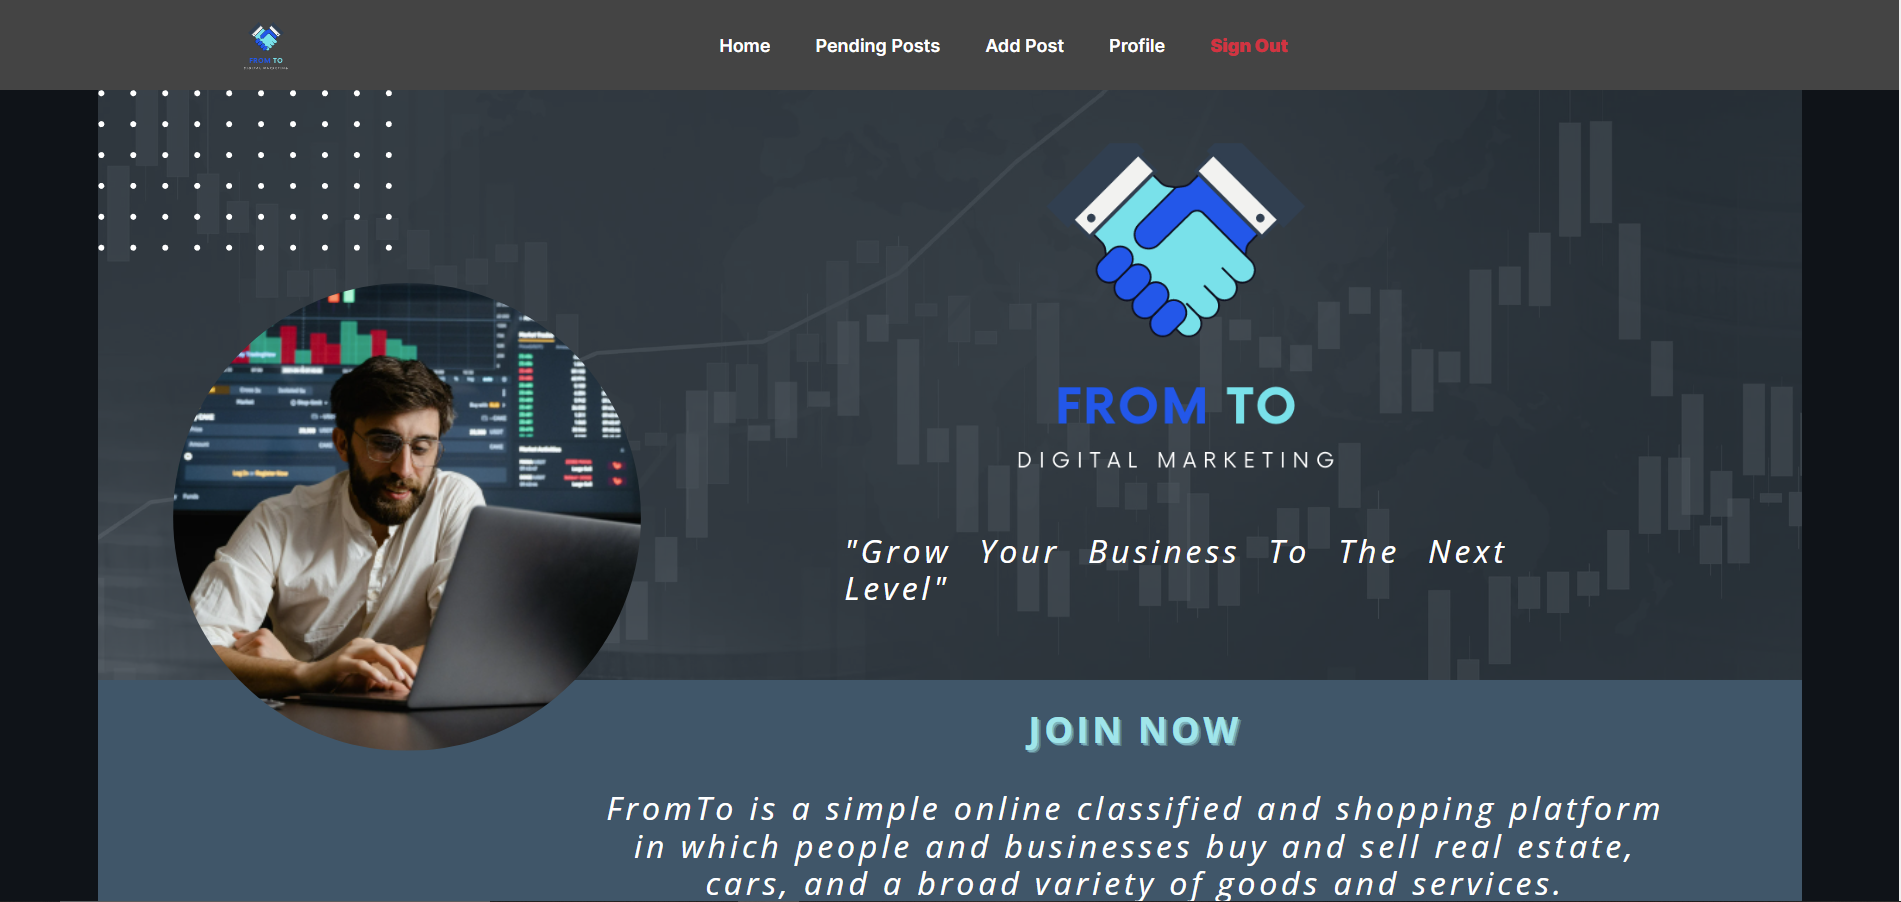 Home Pending Posts Add Post Profile Sign Out
FROM TO
DIGITAL MARKETING
FROM TO
DIGITAL MARKETING
"Grow Your Business To The Next
Level"
JOIN NOW
FromTo is a simple online classified and shopping platform
in which people and businesses buy and sell real estate,
cars, and a broad variety of goods and services.